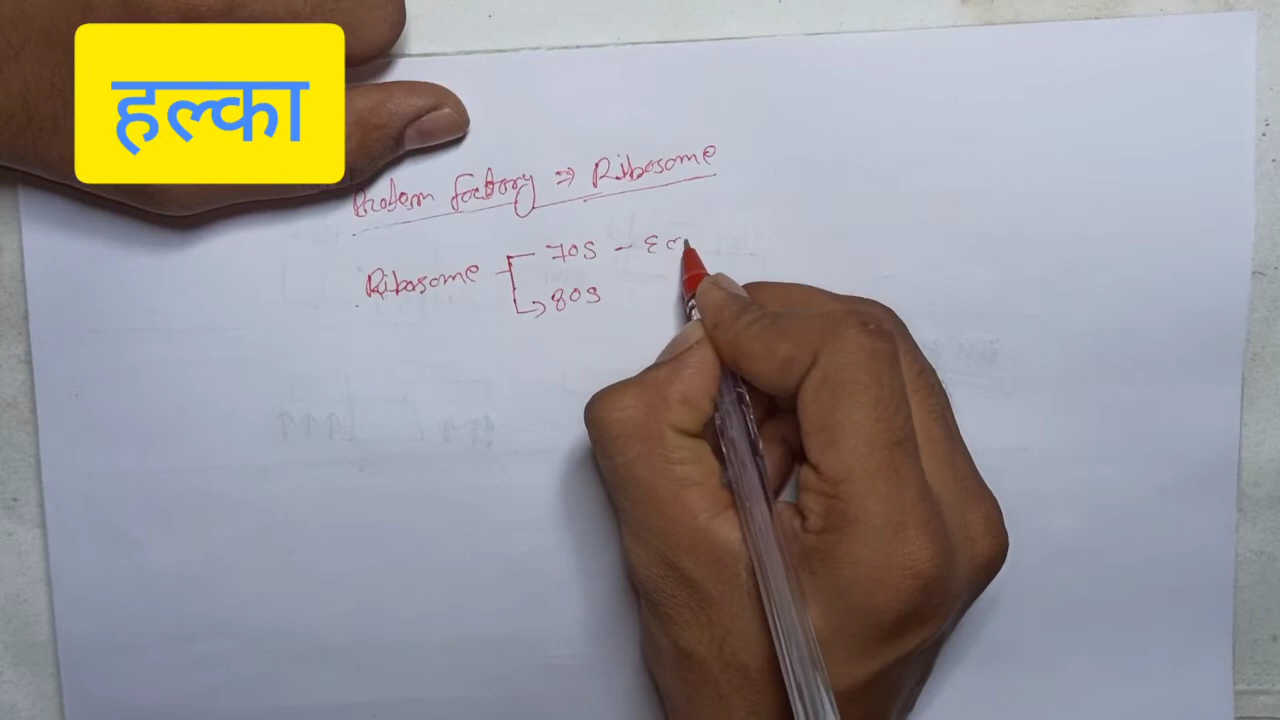 हल्का
Protein factory ⇒ Ribosome
Ribosome 70S -
80S